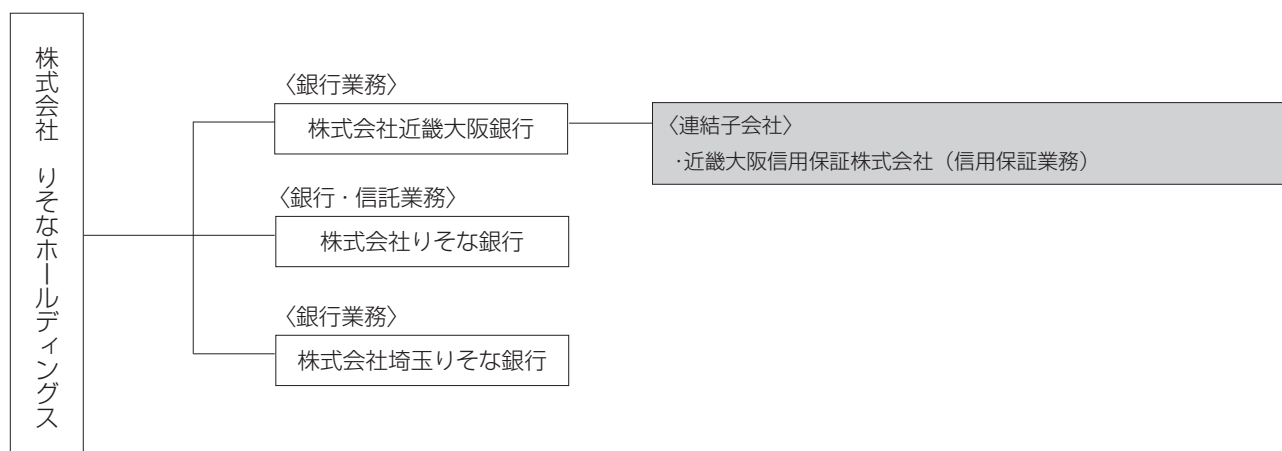 株式会社 りそなホールディングス
〈銀行業務〉
株式会社近畿大阪銀行
〈連結子会社〉
・近畿大阪信用保証株式会社（信用保証業務）
〈銀行・信託業務〉
株式会社りそな銀行
〈銀行業務〉
株式会社埼玉りそな銀行